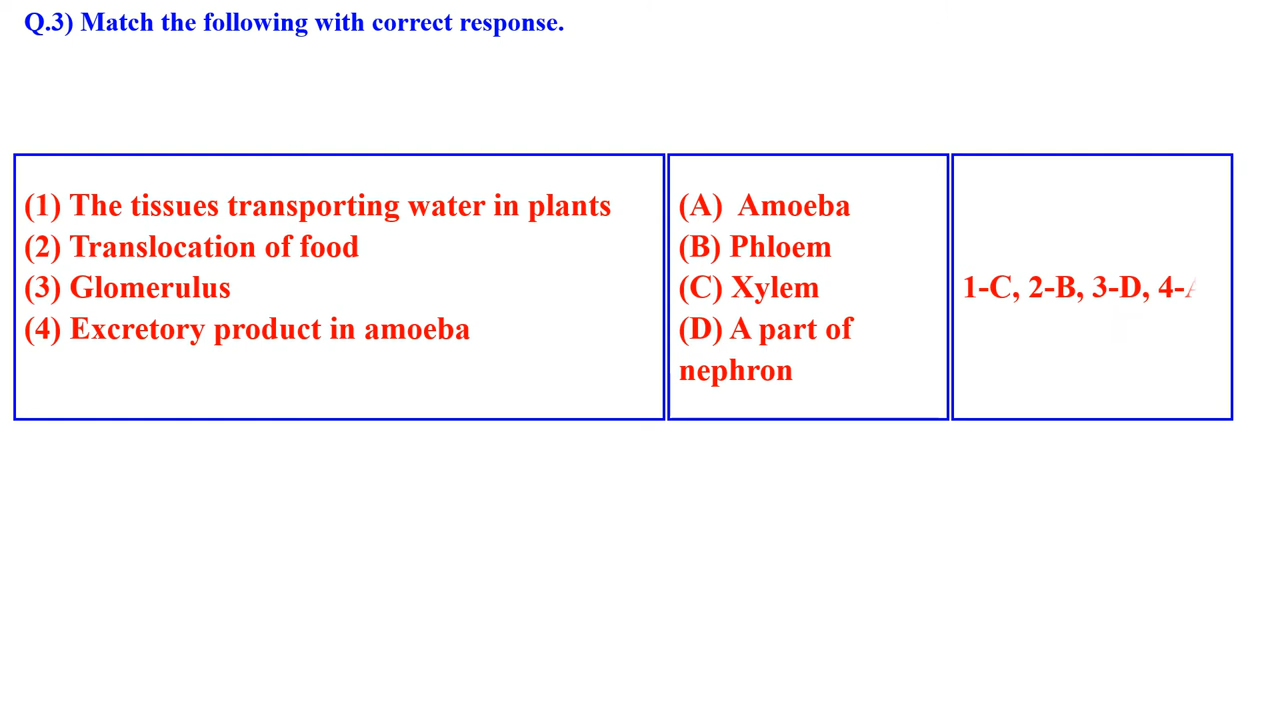 Q.3) Match the following with correct response.
(1) The tissues transporting water in plants
(2) Translocation of food
(3) Glomerulus
(4) Excretory product in amoeba
(A) Amoeba
(B) Phloem
(C) Xylem
(D) A part of
nephron
1-C, 2-B, 3-D, 4-A